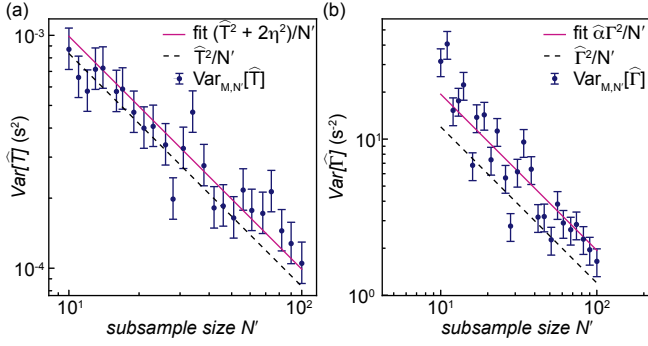 (a)
fit (T̂² + 2η²)/N'
T̂²/N'
Var_{M,N'}[T̂]
10⁻³
10⁻⁴
Var[T̂] (s²)
10¹
10²
subsample size N'
(b)
fit α̂Γ̂²/N'
Γ̂²/N'
Var_{M,N'}[Γ̂]
10¹
10⁰
Var[Γ̂] (s⁻²)
10¹
10²
subsample size N'